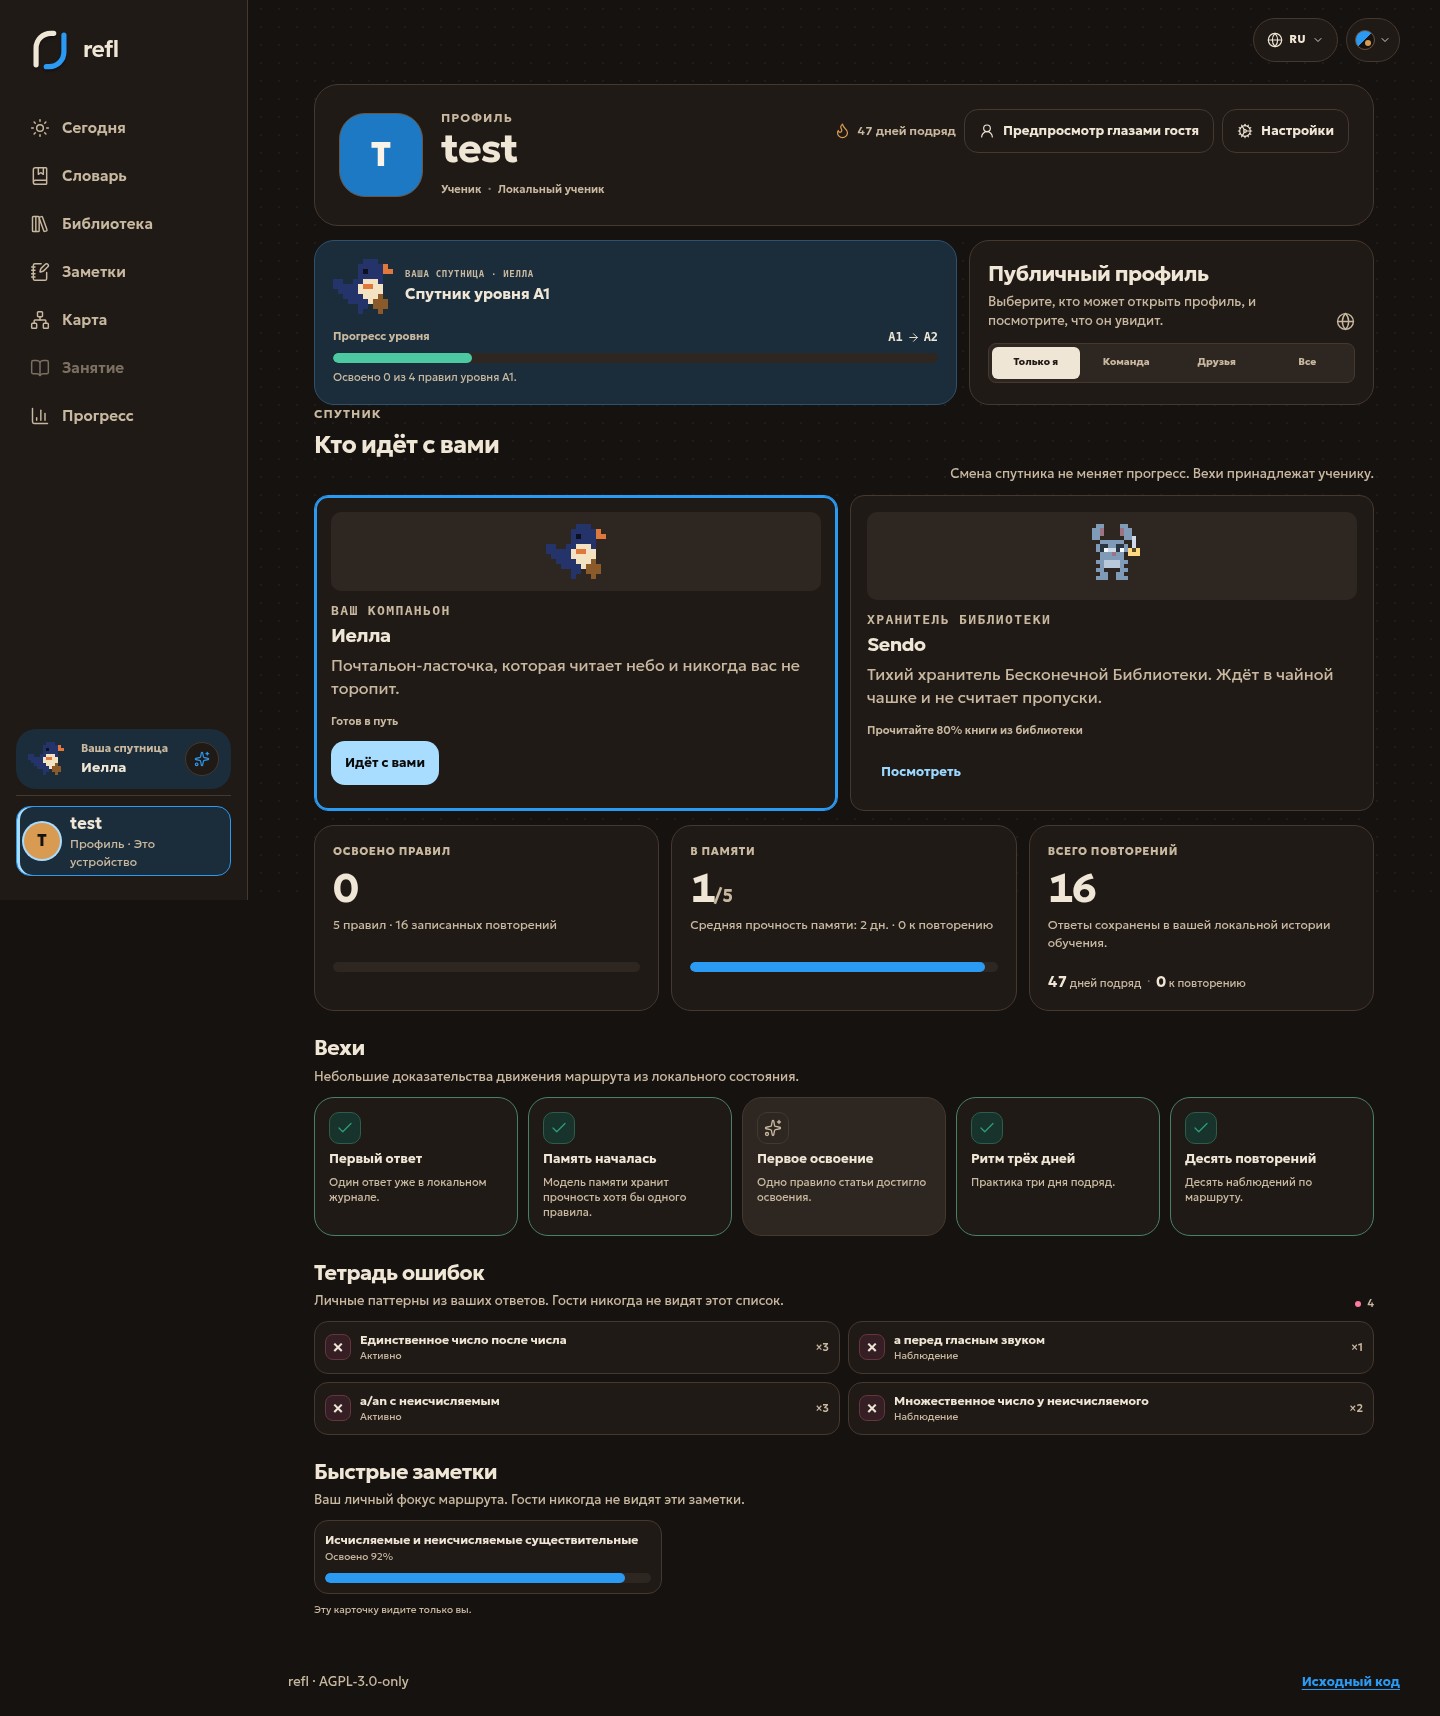 refl
Сегодня
Словарь
Библиотека
Заметки
Карта
Занятие
Прогресс
Ваша спутница
Иелла
T
test
Профиль · Это
устройство
RU
T
ПРОФИЛЬ
test
Ученик · Локальный ученик
47 дней подряд
Предпросмотр глазами гостя
Настройки
ВАША СПУТНИЦА · ИЕЛЛА
Спутник уровня A1
Прогресс уровня
A1 → A2
Освоено 0 из 4 правил уровня A1.
Публичный профиль
Выберите, кто может открыть профиль, и
посмотрите, что он увидит.
Только я
Команда
Друзья
Все
СПУТНИК
Кто идёт с вами
Смена спутника не меняет прогресс. Вехи принадлежат ученику.
ВАШ КОМПАНЬОН
Иелла
Почтальон-ласточка, которая читает небо и никогда вас не
торопит.
Готов в путь
Идёт с вами
ХРАНИТЕЛЬ БИБЛИОТЕКИ
Sendo
Тихий хранитель Бесконечной Библиотеки. Ждёт в чайной
чашке и не считает пропуски.
Прочитайте 80% книги из библиотеки
Посмотреть
ОСВОЕНО ПРАВИЛ
0
5 правил · 16 записанных повторений
В ПАМЯТИ
1/5
Средняя прочность памяти: 2 дн. · 0 к повторению
ВСЕГО ПОВТОРЕНИЙ
16
Ответы сохранены в вашей локальной истории
обучения.
47 дней подряд · 0 к повторению
Вехи
Небольшие доказательства движения маршрута из локального состояния.
Первый ответ
Один ответ уже в локальном
журнале.
Память началась
Модель памяти хранит
прочность хотя бы одного
правила.
Первое освоение
Одно правило статьи достигло
освоения.
Ритм трёх дней
Практика три дня подряд.
Десять повторений
Десять наблюдений по
маршруту.
Тетрадь ошибок
Личные паттерны из ваших ответов. Гости никогда не видят этот список.
4
Единственное число после числа
Активно
×3
a перед гласным звуком
Наблюдение
×1
a/an с неисчисляемым
Активно
×3
Множественное число у неисчисляемого
Наблюдение
×2
Быстрые заметки
Ваш личный фокус маршрута. Гости никогда не видят эти заметки.
Исчисляемые и неисчисляемые существительные
Освоено 92%
Эту карточку видите только вы.
refl · AGPL-3.0-only
Исходный код